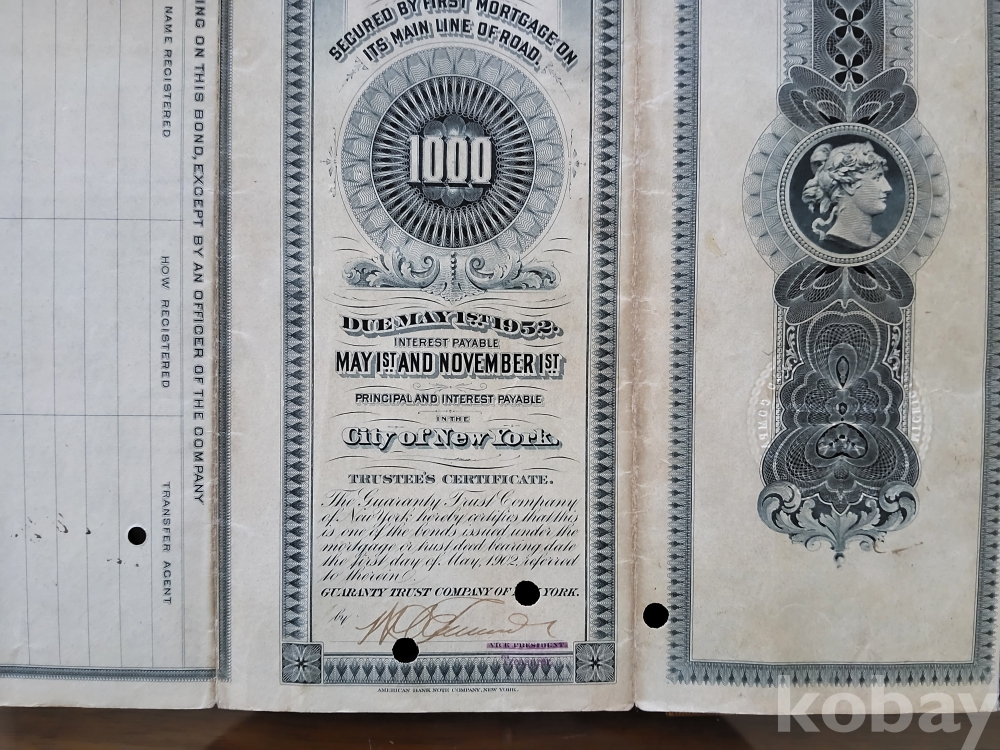 ING ON THIS BOND, EXCEPT BY AN OFFICER OF THE COMPANY
NAME REGISTERED
HOW REGISTERED
TRANSFER AGENT
SECURED BY FIRST MORTGAGE ON
ITS MAIN LINE OF ROAD.
1000
DUE MAY 1ST 1952.
INTEREST PAYABLE
MAY 1ST AND NOVEMBER 1ST
PRINCIPAL AND INTEREST PAYABLE
IN THE
City of New York.
TRUSTEE'S CERTIFICATE.
The Guaranty Trust Company
of New York hereby certifies that this
is one of the bonds issued under the
mortgage or trust deed bearing date
the first day of May, 1902, referred
to therein.
GUARANTY TRUST COMPANY OF YORK.
by
VICE PRESIDENT
AMERICAN BANK NOTE COMPANY, NEW YORK.
kobay